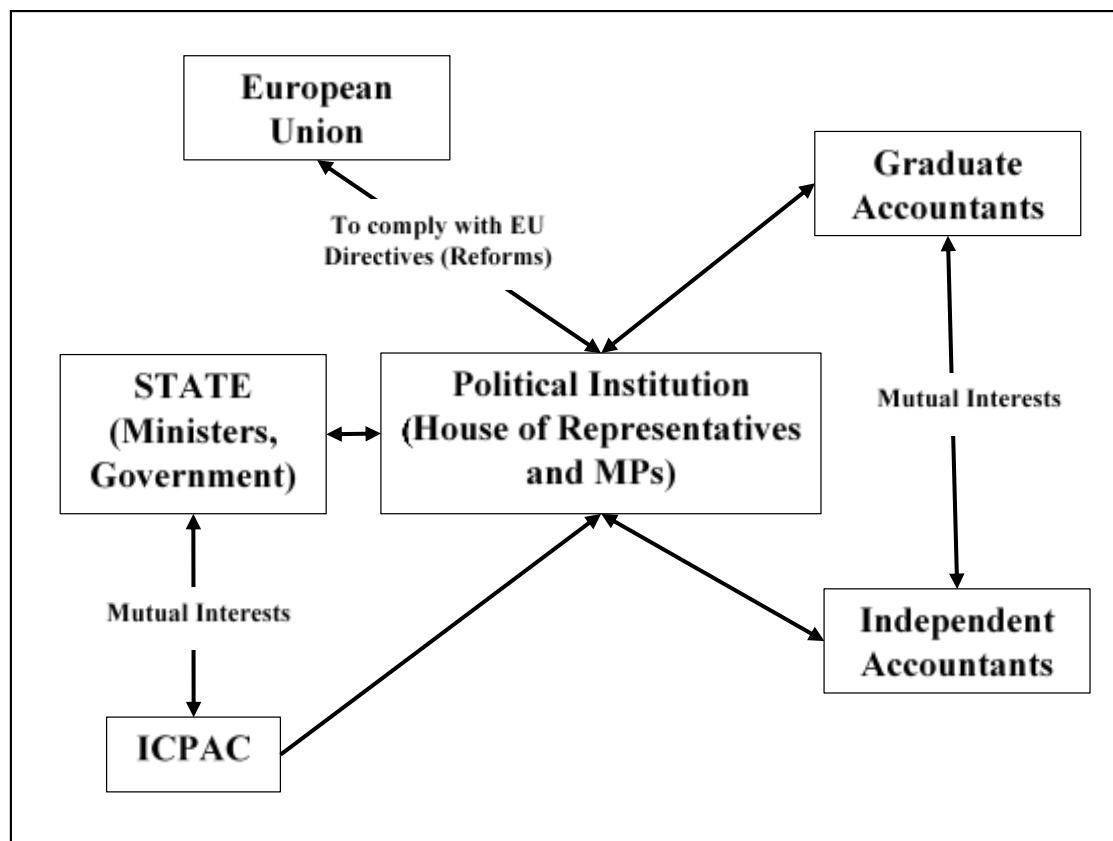 European
Union
Graduate
Accountants
To comply with EU
Directives (Reforms)
STATE
(Ministers,
Government)
Political Institution
(House of Representatives
and MPs)
Mutual Interests
Mutual Interests
Independent
Accountants
ICPAC